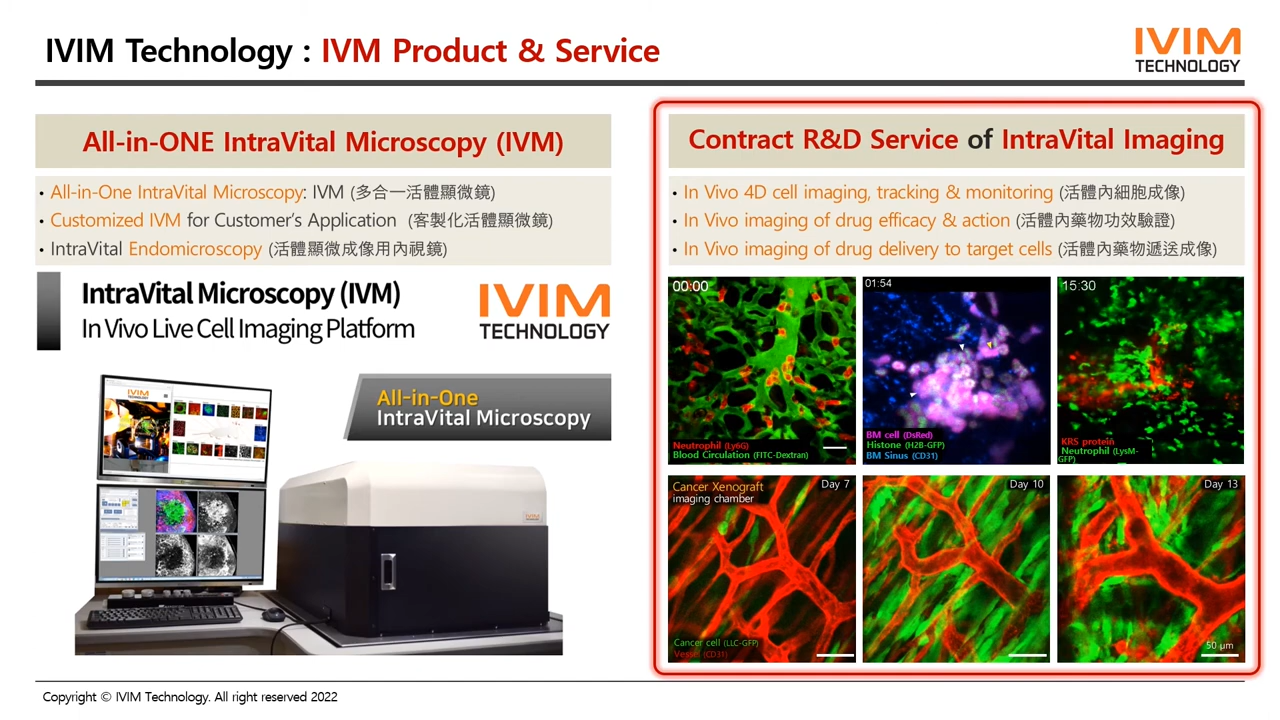 IVIM Technology : IVM Product & Service
IVIM
TECHNOLOGY
All-in-ONE IntraVital Microscopy (IVM)
• All-in-One IntraVital Microscopy: IVM (多合一活體顯微鏡)
• Customized IVM for Customer's Application (客製化活體顯微鏡)
• IntraVital Endomicroscopy (活體顯微成像用內視鏡)
IntraVital Microscopy (IVM)
In Vivo Live Cell Imaging Platform
IVIM
TECHNOLOGY
All-in-One
IntraVital Microscopy
Contract R&D Service of IntraVital Imaging
• In Vivo 4D cell imaging, tracking & monitoring (活體內細胞成像)
• In Vivo imaging of drug efficacy & action (活體內藥物功效驗證)
• In Vivo imaging of drug delivery to target cells (活體內藥物遞送成像)
00:00
Neutrophil (Ly6G)
Blood Circulation (FITC-Dextran)
01:54
BM cell (DsRed)
Histone (H2B-GFP)
BM Sinus (CD31)
15:30
KRS protein
Neutrophil (LysM-
GFP)
Cancer Xenograft
imaging chamber
Day 7
Cancer cell (LLC-GFP)
Vessel (CD31)
Day 10
Day 13
50 μm
Copyright © IVIM Technology. All right reserved 2022